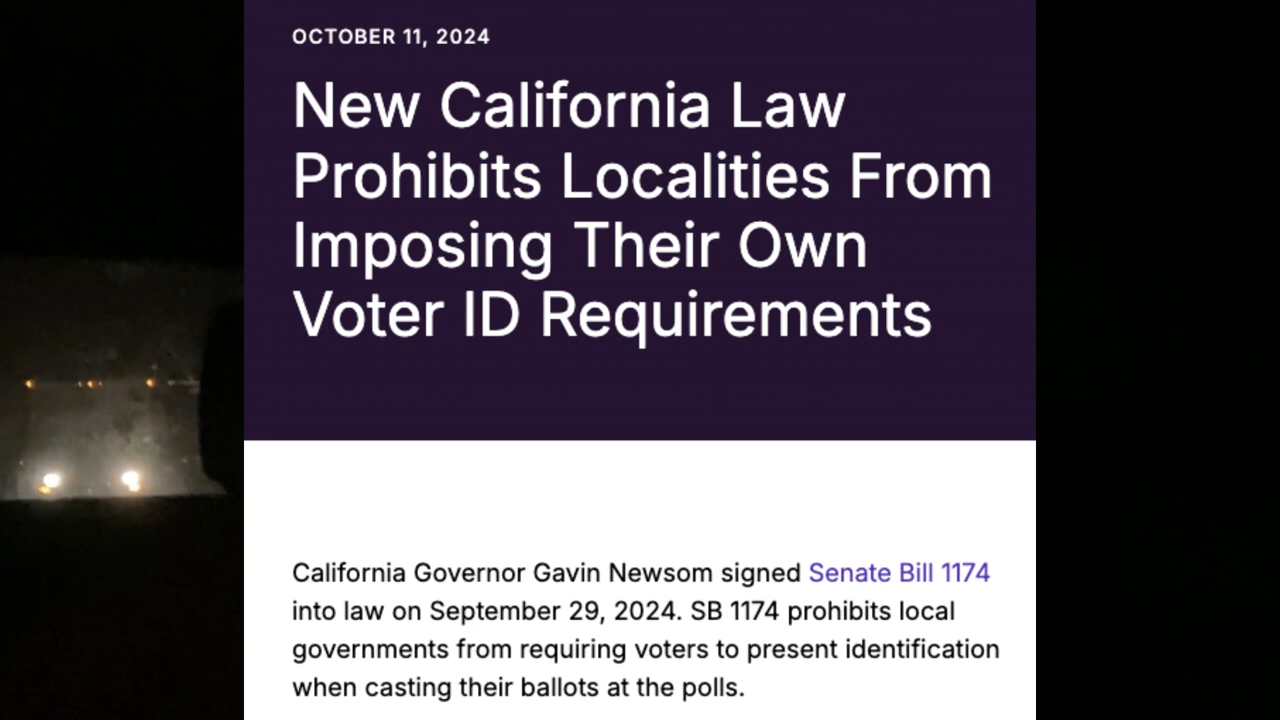 OCTOBER 11, 2024
New California Law
Prohibits Localities From
Imposing Their Own
Voter ID Requirements
California Governor Gavin Newsom signed Senate Bill 1174
into law on September 29, 2024. SB 1174 prohibits local
governments from requiring voters to present identification
when casting their ballots at the polls.